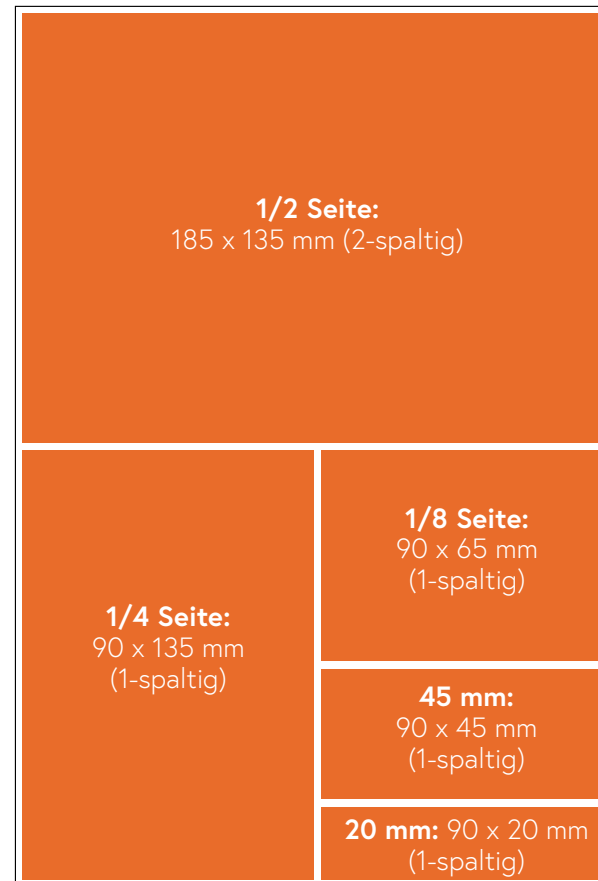 1/2 Seite:
185 x 135 mm (2-spaltig)
1/4 Seite:
90 x 135 mm
(1-spaltig)
1/8 Seite:
90 x 65 mm
(1-spaltig)
45 mm:
90 x 45 mm
(1-spaltig)
20 mm: 90 x 20 mm
(1-spaltig)